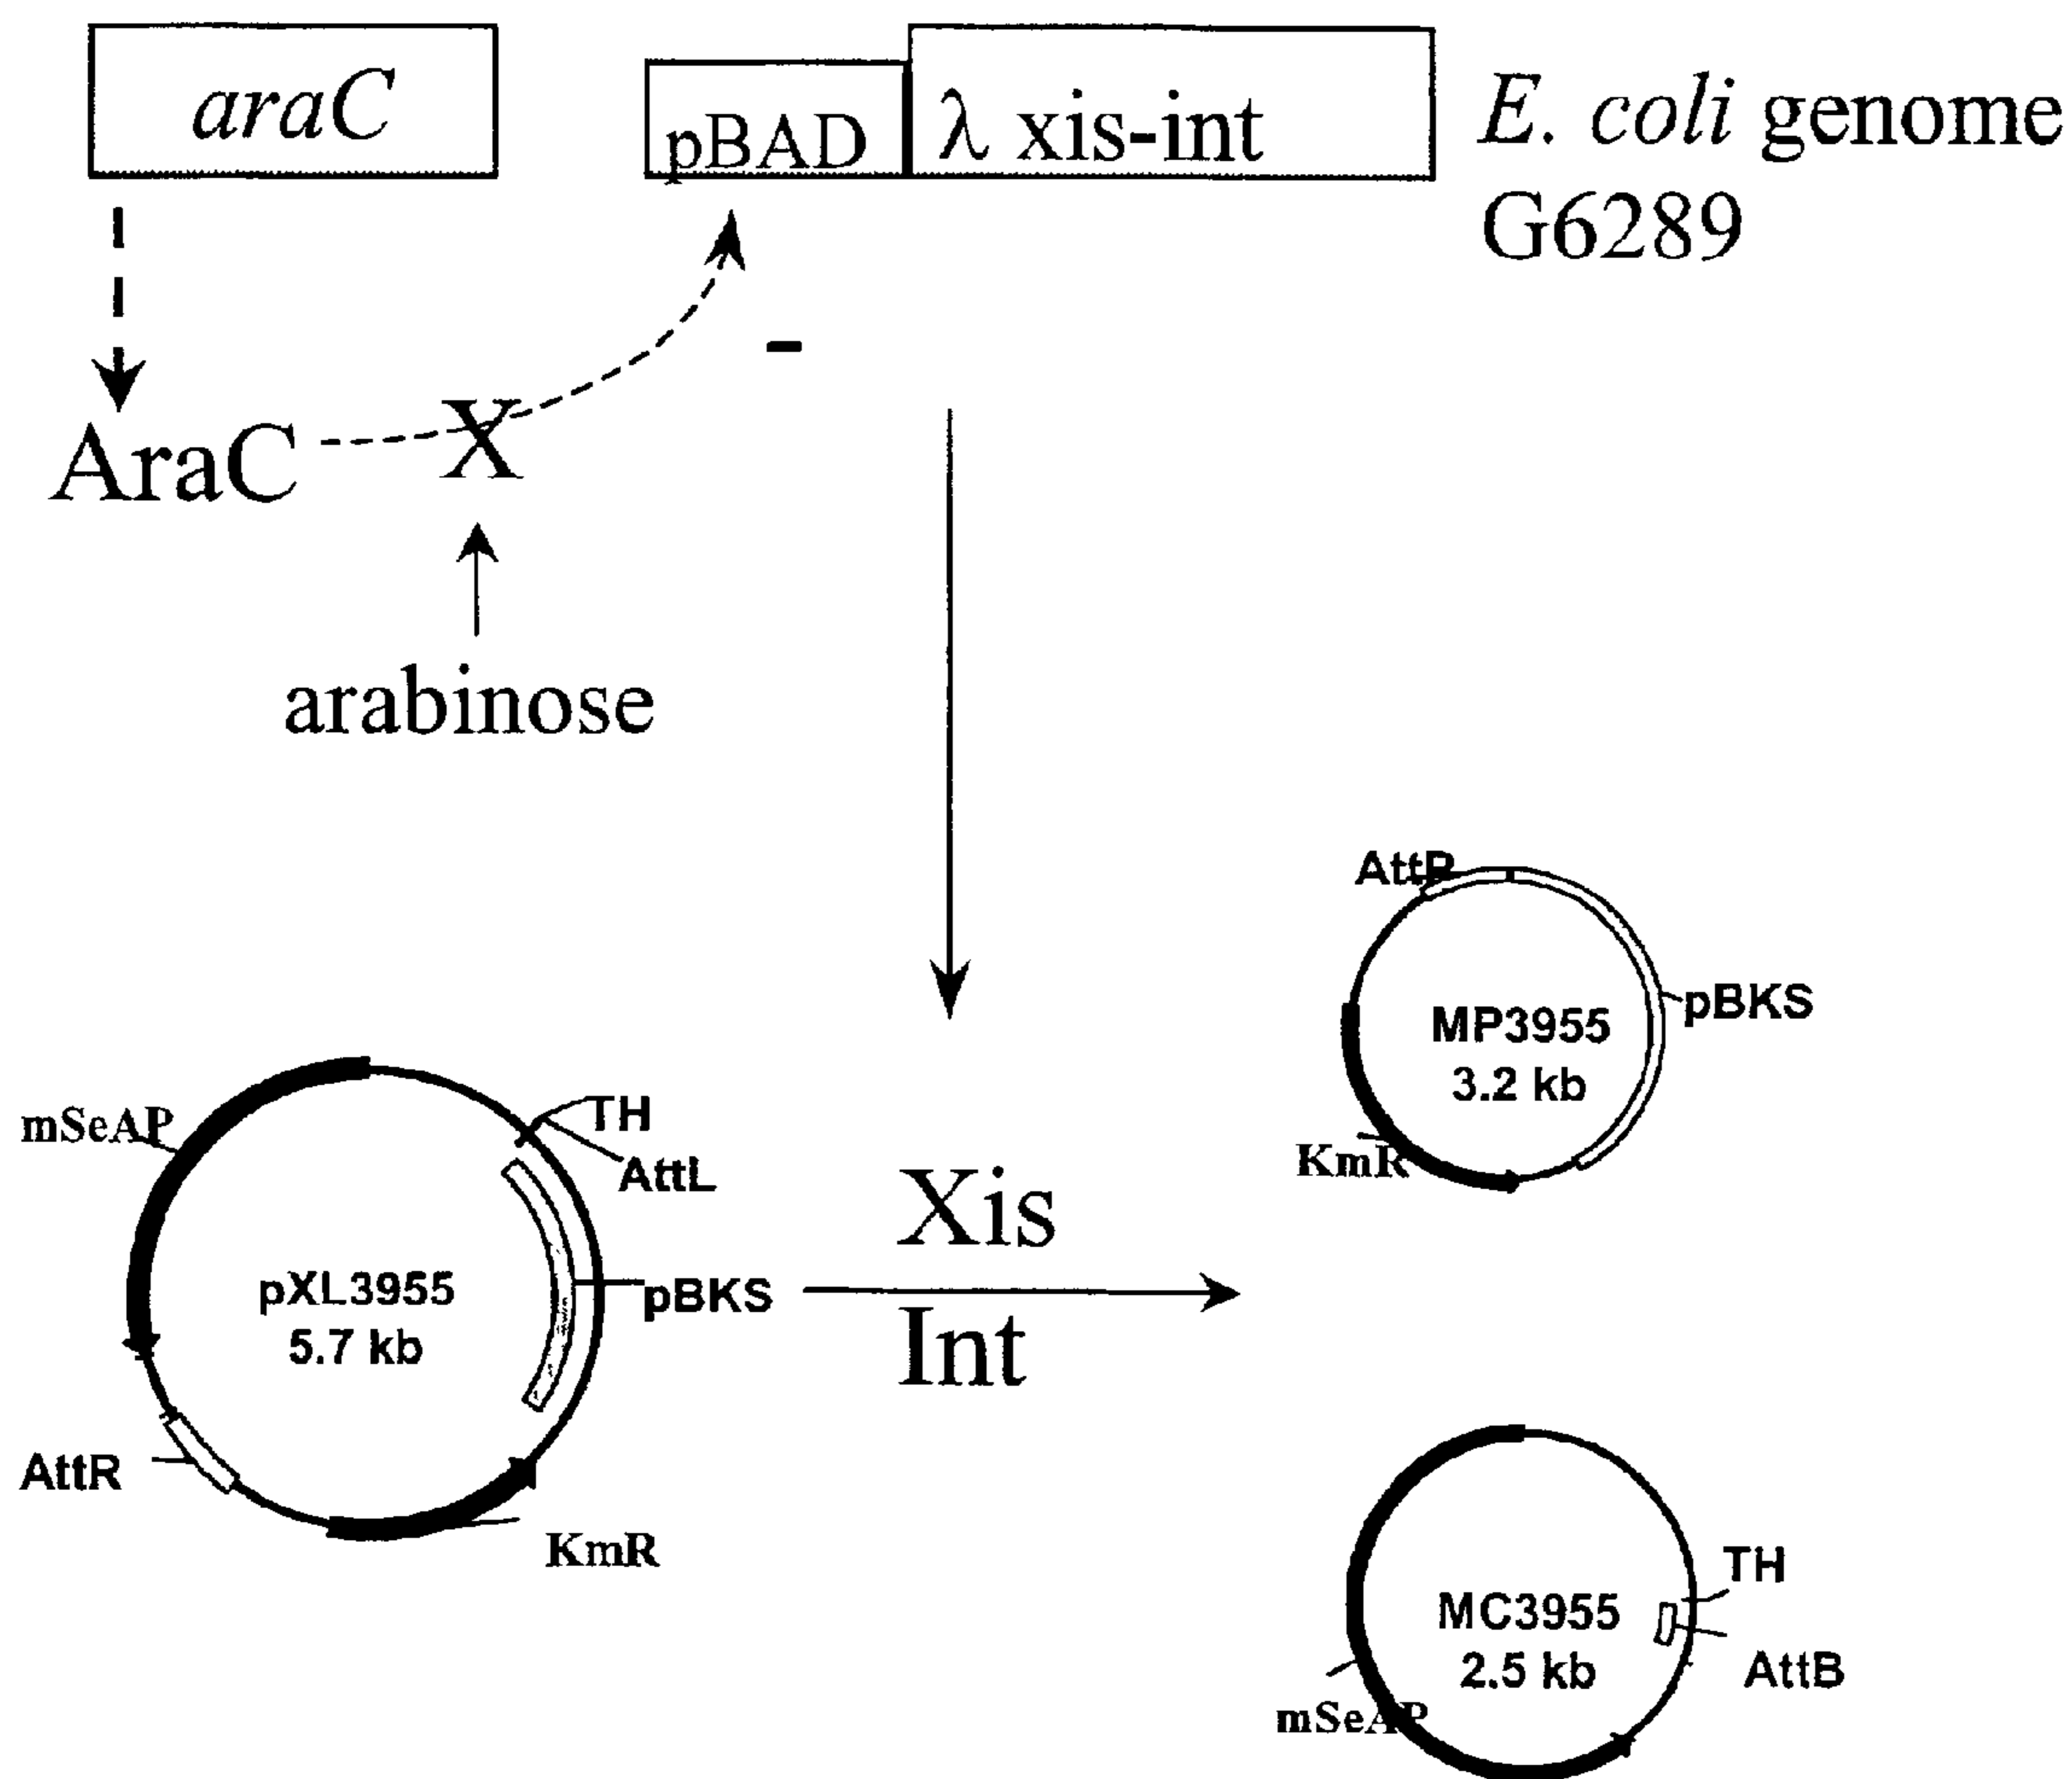 araC
pBAD
λ xis-int
E. coli genome
G6289
-
AraC
X
arabinose
AttP
pBKS
MP3955
3.2 kb
KmR
mSeAP
TH
AttL
pXL3955
5.7 kb
pBKS
AttR
KmR
Xis
Int
TH
MC3955
2.5 kb
AttB
mSeAP